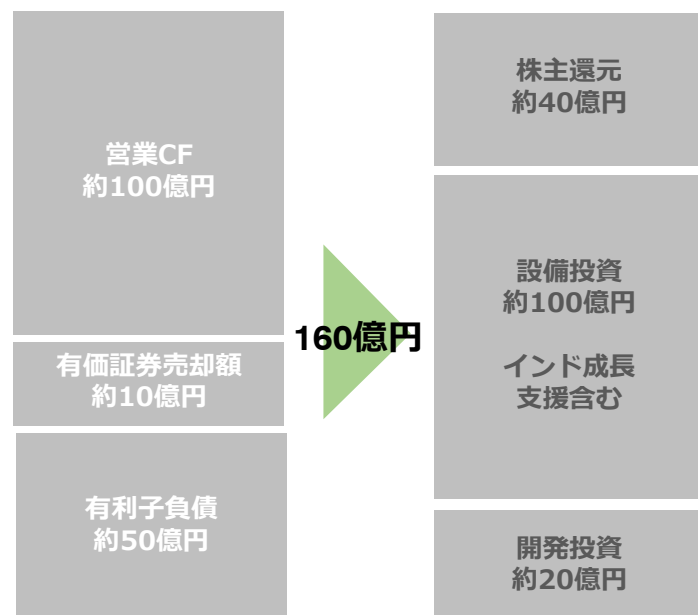 営業CF
約100億円
有価証券売却額
約10億円
有利子負債
約50億円
160億円
株主還元
約40億円
設備投資
約100億円
インド成長
支援含む
開発投資
約20億円